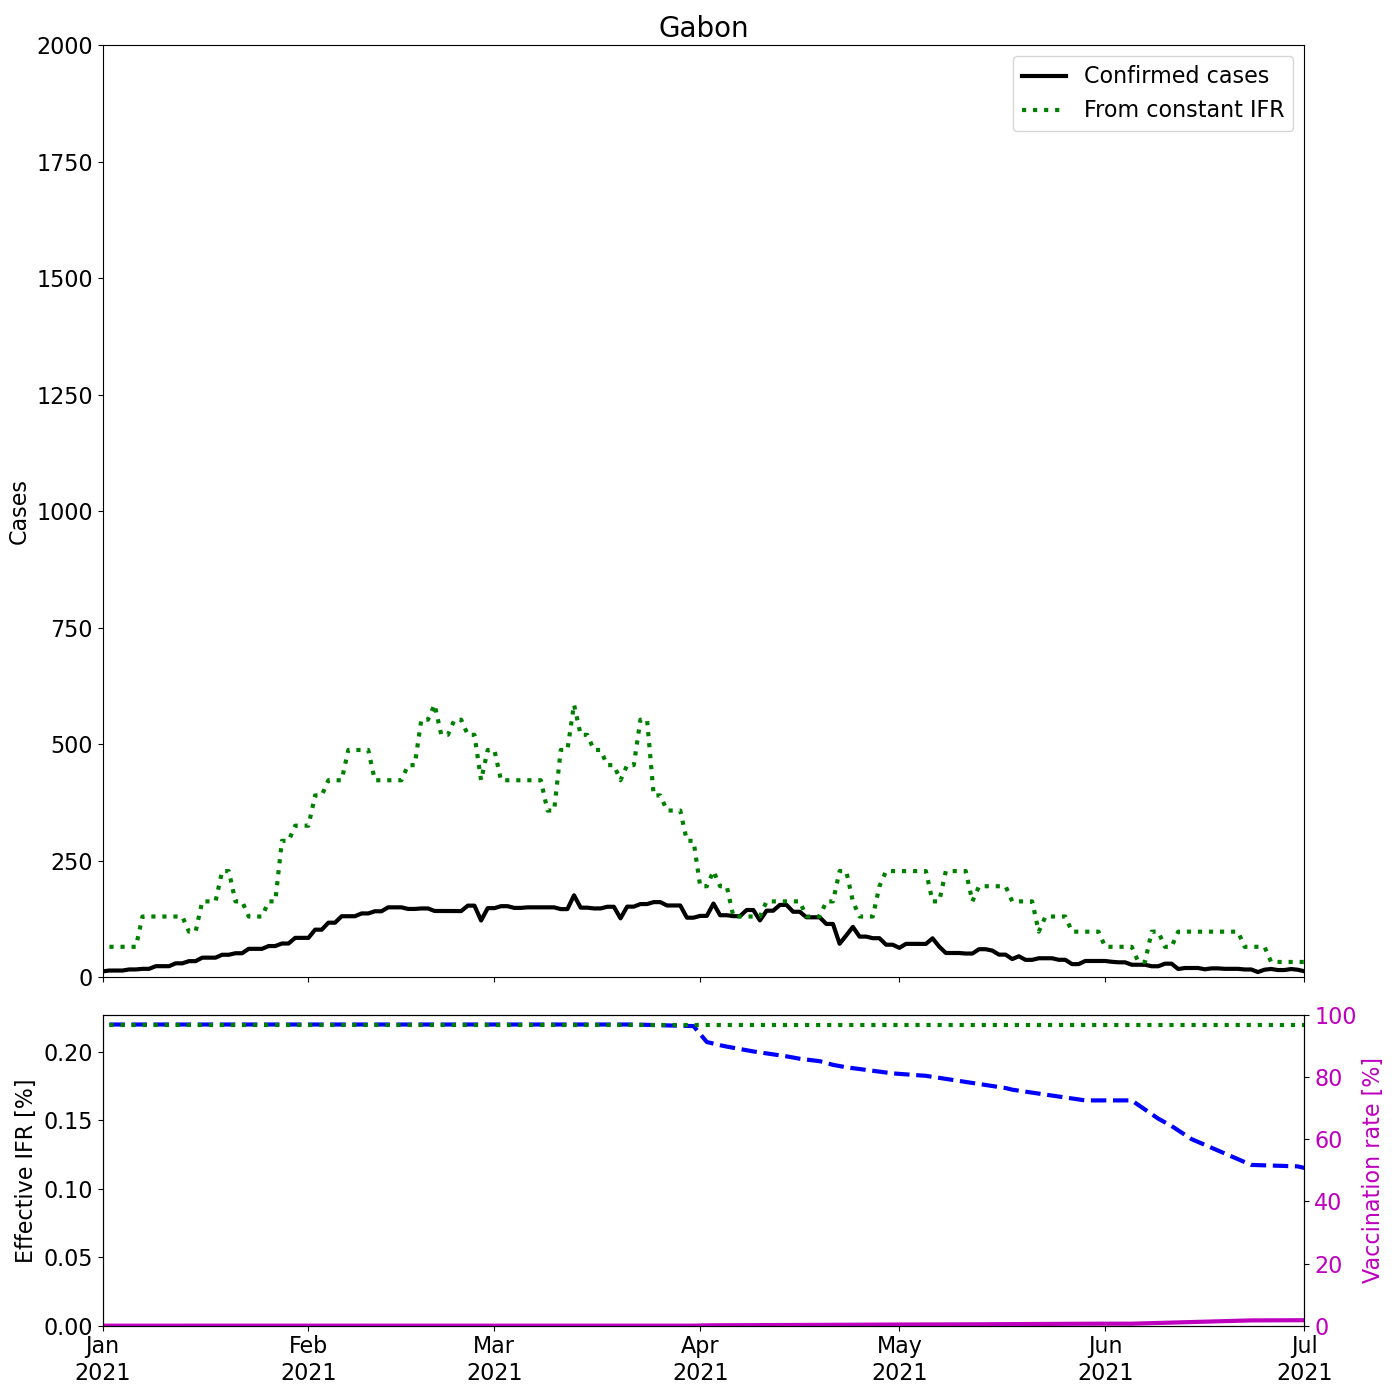 Gabon
2000
1750
1500
1250
1000
750
500
250
0
Cases
Confirmed cases
From constant IFR
0.20
0.15
0.10
0.05
0.00
Effective IFR [%]
100
80
60
40
20
0
Vaccination rate [%]
Jan Feb Mar Apr May Jun Jul
2021 2021 2021 2021 2021 2021 2021